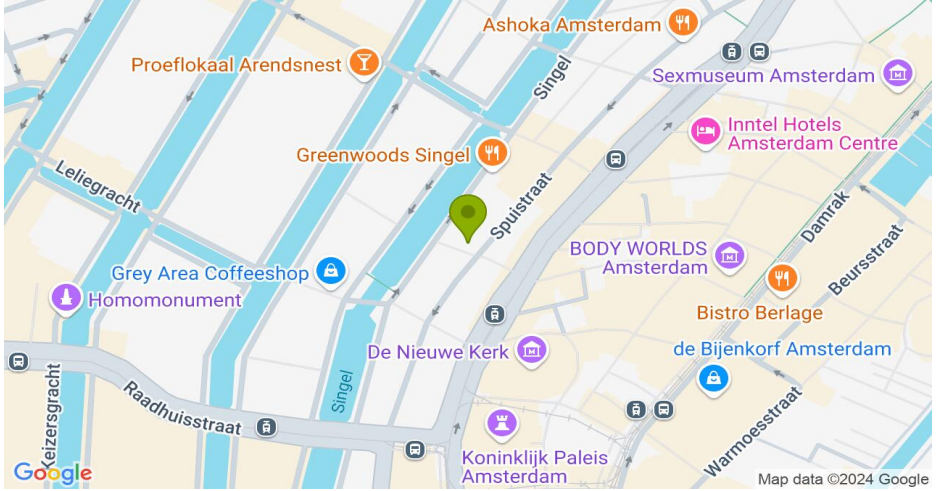 Ashoka Amsterdam
Proeflokaal Arendsnest
Singel
Sexmuseum Amsterdam
Inntel Hotels
Amsterdam Centre
Greenwoods Singel
Leliegracht
Spuistraat
Damrak
BODY WORLDS
Amsterdam
Beursstraat
Grey Area Coffeeshop
Homomonument
Bistro Berlage
De Nieuwe Kerk
de Bijenkorf Amsterdam
Singel
Keizersgracht
Raadhuisstraat
Warmoesstraat
Koninklijk Paleis
Amsterdam
Google
Map data ©2024 Google